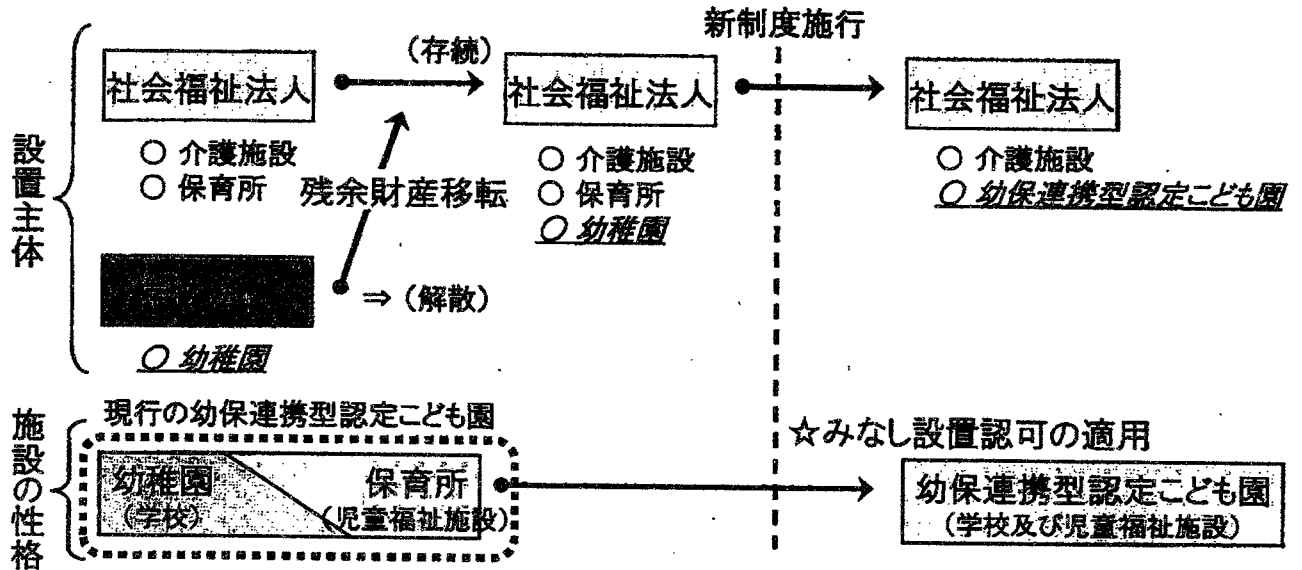 新制度施行
設置主体
社会福祉法人
(存続)
社会福祉法人
社会福祉法人
○ 介護施設
○ 保育所
残余財産移転
○ 介護施設
○ 保育所
○ 幼稚園
○ 介護施設
○ 幼保連携型認定こども園
⇒ (解散)
○ 幼稚園
施設の性格
現行の幼保連携型認定こども園
幼稚園
(学校)
保育所
(児童福祉施設)
☆みなし設置認可の適用
幼保連携型認定こども園
(学校及び児童福祉施設)